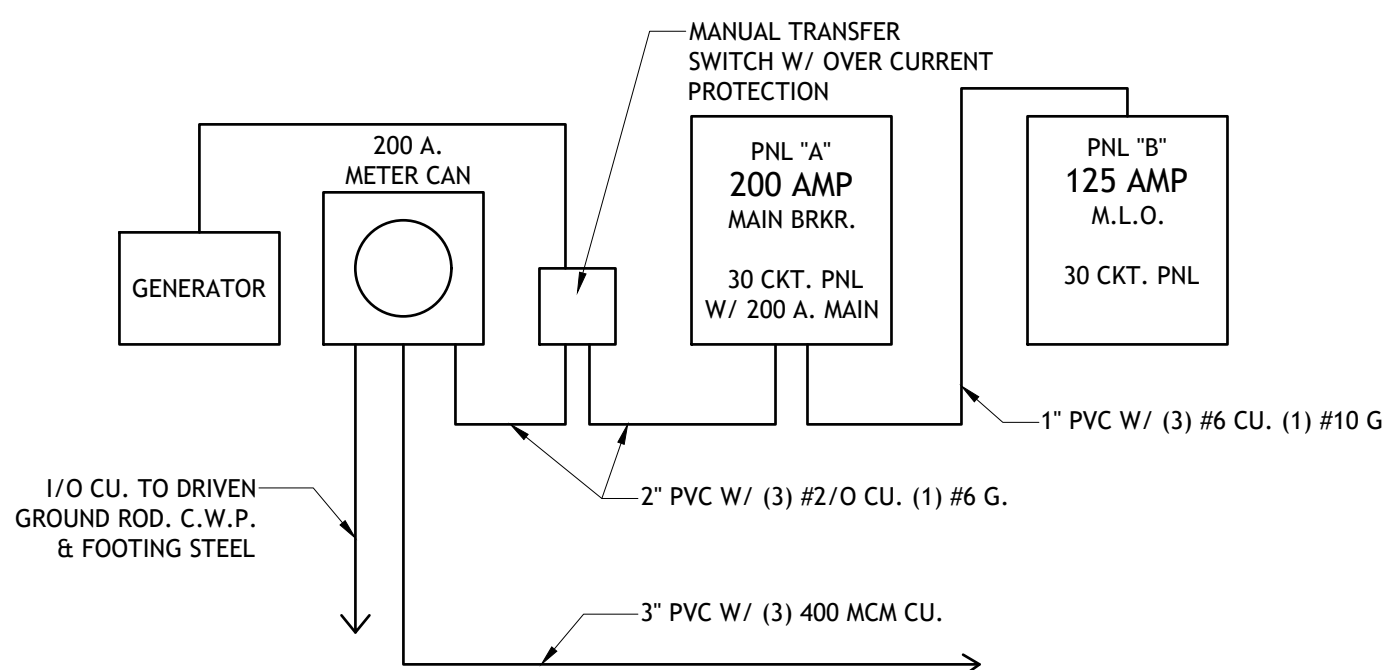 MANUAL TRANSFER
SWITCH W/ OVER CURRENT
PROTECTION
200 A.
METER CAN
GENERATOR
PNL "A"
200 AMP
MAIN BRKR.
30 CKT. PNL
W/ 200 A. MAIN
PNL "B"
125 AMP
M.L.O.
30 CKT. PNL
1" PVC W/ (3) #6 CU. (1) #10 G
2" PVC W/ (3) #2/O CU. (1) #6 G.
I/O CU. TO DRIVEN
GROUND ROD. C.W.P.
& FOOTING STEEL
3" PVC W/ (3) 400 MCM CU.